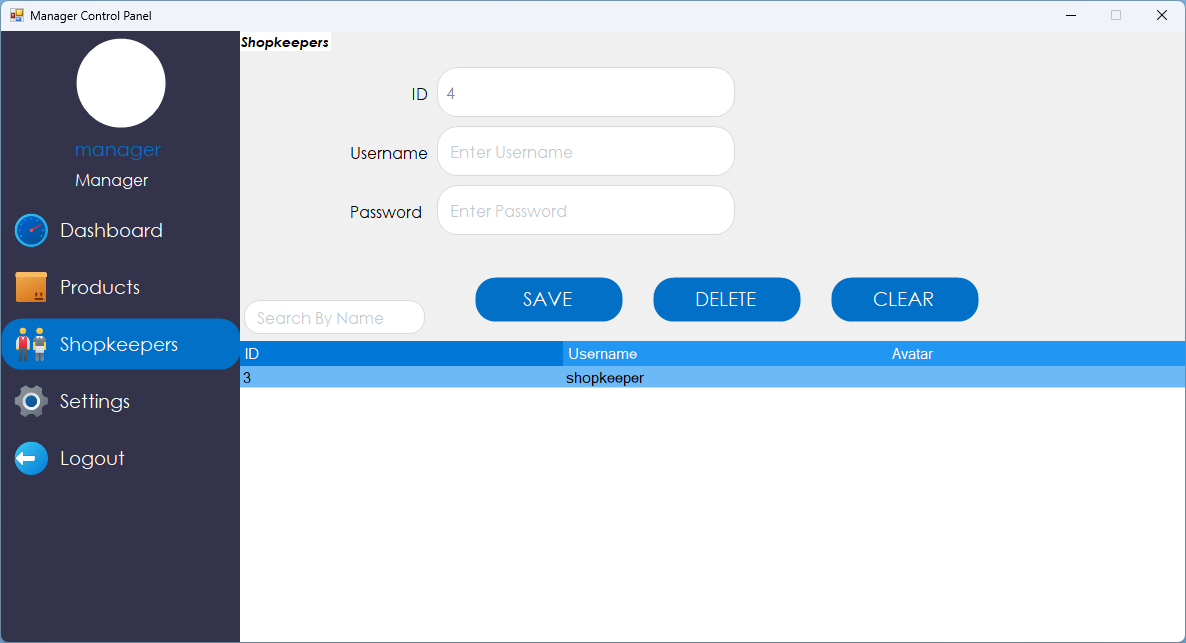 Manager Control Panel
manager
Manager
Dashboard
Products
Shopkeepers
Settings
Logout
Shopkeepers
ID 4
Username Enter Username
Password Enter Password
SAVE DELETE CLEAR
Search By Name
ID Username Avatar
3 shopkeeper